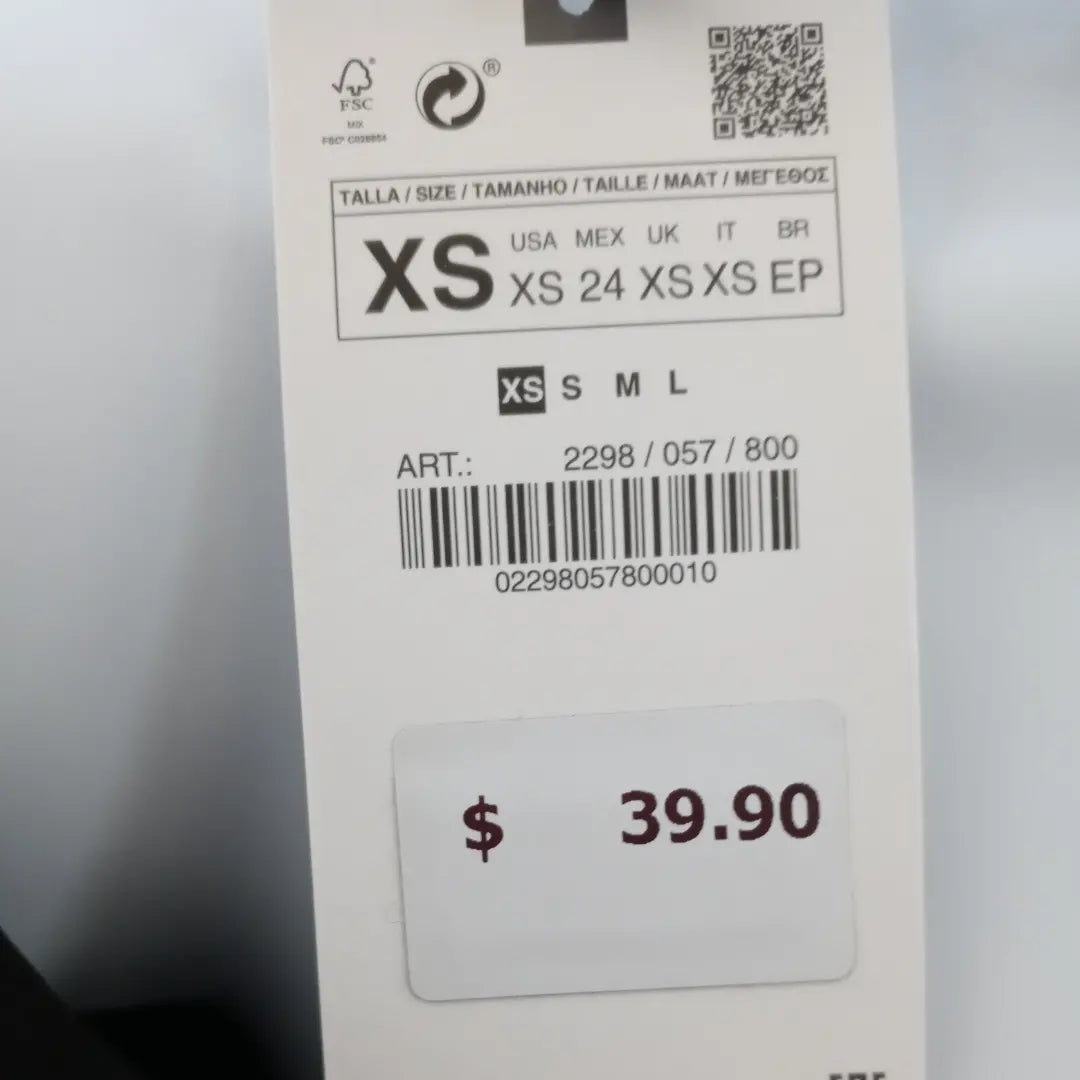 FSC
MIX
®
TALLA / SIZE / TAMANHO / TAILLE / MAAT / ΜΕΓΕΘΟΣ
XS
USA MEX UK IT BR
XS 24 XS XS EP
XS S M L
ART.: 2298 / 057 / 800
02298057800010
$ 39.90